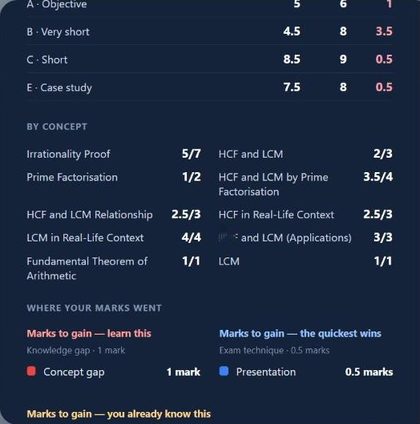 A · Objective 5 6 1
B · Very short 4.5 8 3.5
C · Short 8.5 9 0.5
E · Case study 7.5 8 0.5
BY CONCEPT
Irrationality Proof 5/7 HCF and LCM 2/3
Prime Factorisation 1/2 HCF and LCM by Prime Factorisation 3.5/4
HCF and LCM Relationship 2.5/3 HCF in Real-Life Context 2.5/3
LCM in Real-Life Context 4/4 and LCM (Applications) 3/3
Fundamental Theorem of Arithmetic 1/1 LCM 1/1
WHERE YOUR MARKS WENT
Marks to gain — learn this Marks to gain — the quickest wins
Knowledge gap · 1 mark Exam technique · 0.5 marks
Concept gap 1 mark Presentation 0.5 marks
Marks to gain — you already know this